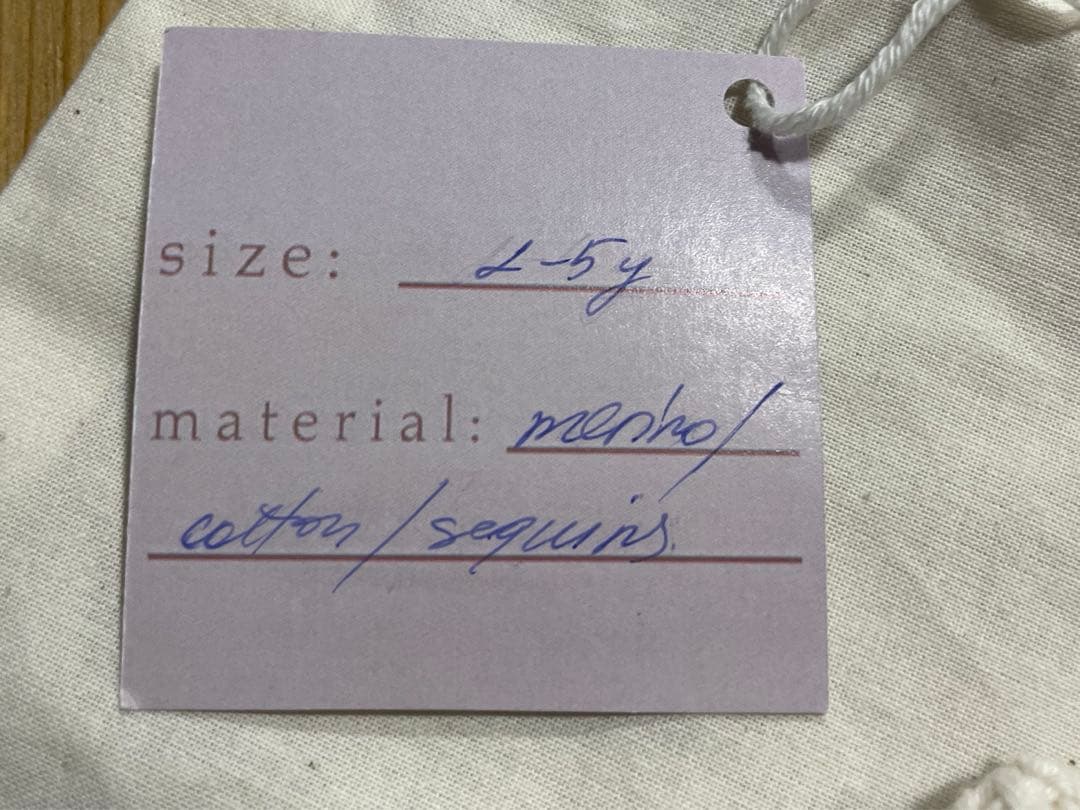 size: 2-5y
material: merino/
cotton/sequins.